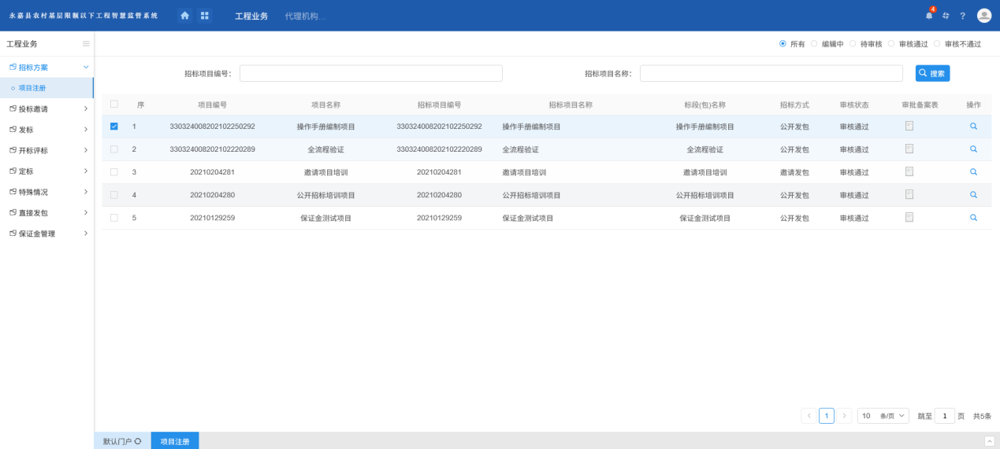 永嘉县农村基层限额以下工程智慧监管系统 工程业务 代理机构... 4 ?
工程业务
所有 编辑中 待审核 审核通过 审核不通过
招标方案
项目注册
投标邀请
发标
开标评标
定标
特殊情况
直接发包
保证金管理
招标项目编号: 招标项目名称: 搜索
序 项目编号 项目名称 招标项目编号 招标项目名称 标段(包)名称 招标方式 审核状态 审批备案表 操作
1 330324008202102250292 操作手册编制项目 330324008202102250292 操作手册编制项目 操作手册编制项目 公开发包 审核通过
2 330324008202102220289 全流程验证 330324008202102220289 全流程验证 全流程验证 公开发包 审核通过
3 20210204281 邀请项目培训 20210204281 邀请项目培训 邀请项目培训 邀请发包 审核通过
4 20210204280 公开招标培训项目 20210204280 公开招标培训项目 公开招标培训项目 公开发包 审核通过
5 20210129259 保证金测试项目 20210129259 保证金测试项目 保证金测试项目 公开发包 审核通过
1 10 条/页 跳至 1 页 共5条
默认门户 项目注册